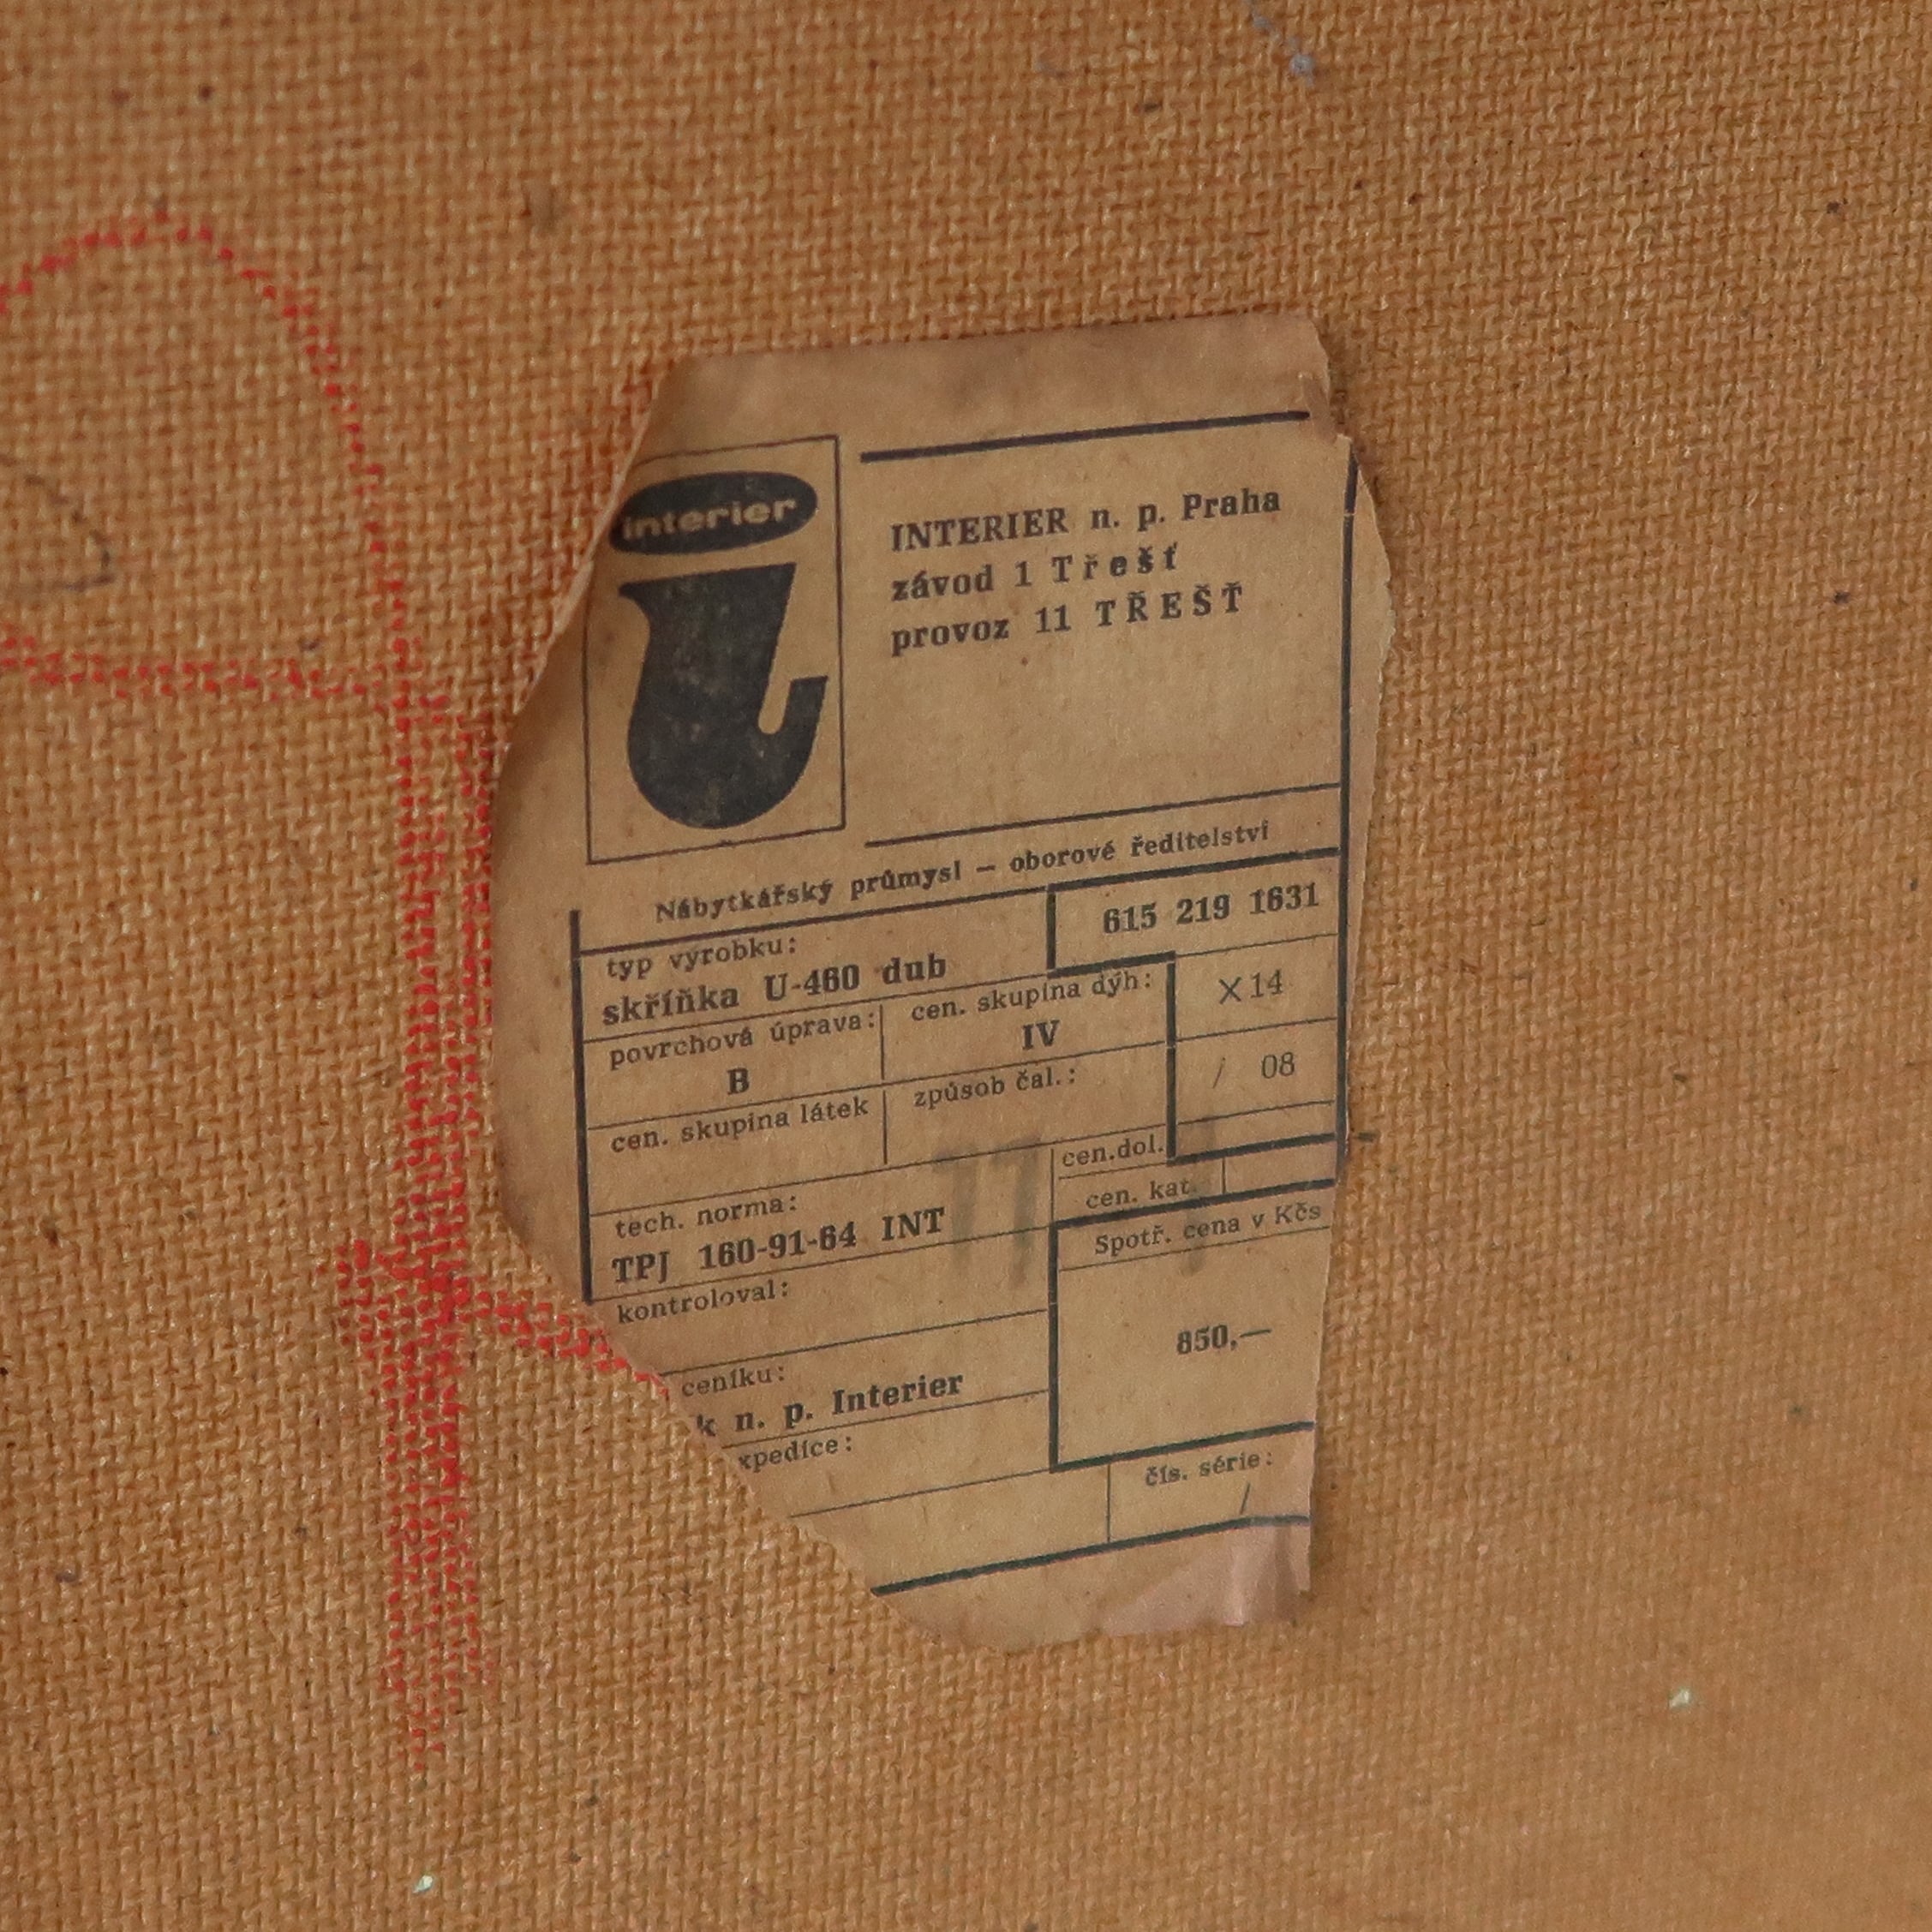 interier
INTERIER n. p. Praha
závod 1 Třešť
provoz 11 TŘEŠŤ
Nábytkářský průmysl — oborové ředitelství
615 219 1631
typ výrobku:
skříňka U-460 dub
X14
povrchová úprava:
B
cen. skupina dýh:
IV
/ 08
cen. skupina látek
způsob čal.:
cen.dol.
cen. kat.
tech. norma:
TPJ 160-91-64 INT
Spotř. cena v Kčs
850,—
kontroloval:
ceníku:
k n. p. Interier
xpedice:
čís. série:
/